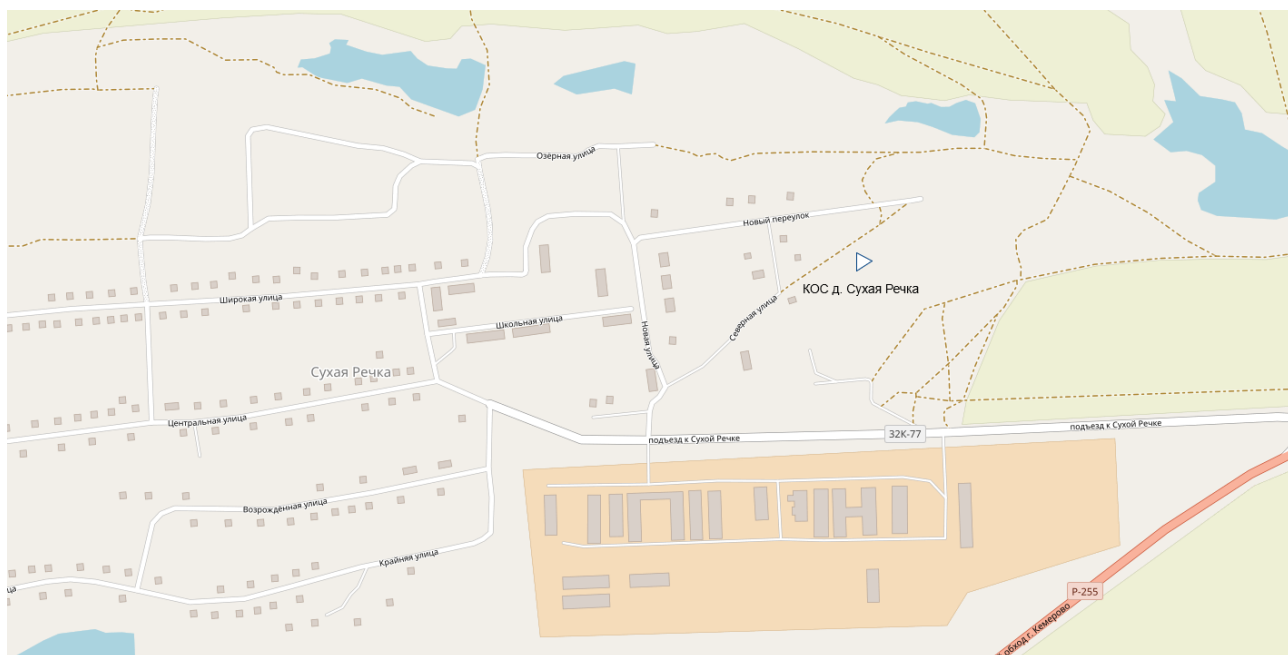 Озёрная улица
Новый переулок
КОС д. Сухая Речка
Широкая улица
Школьная улица
Новая улица
Северная улица
Сухая Речка
Центральная улица
подъезд к Сухой Речке
32К-77
подъезд к Сухой Речке
Возрождённая улица
Крайняя улица
ца
Р-255
обход г. Кемерово